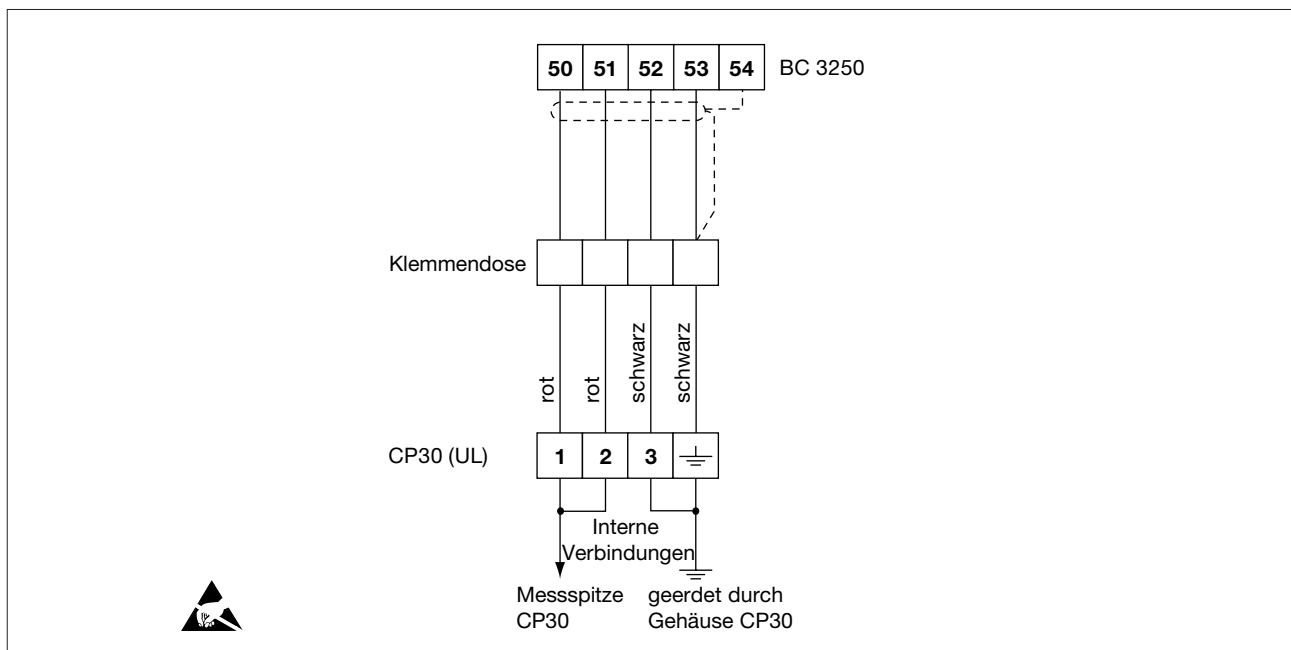 50 51 52 53 54 BC 3250
Klemmendose
rot rot schwarz schwarz
CP30 (UL) 1 2 3
Interne
Verbindungen
Messspitze
CP30
geerdet durch
Gehäuse CP30